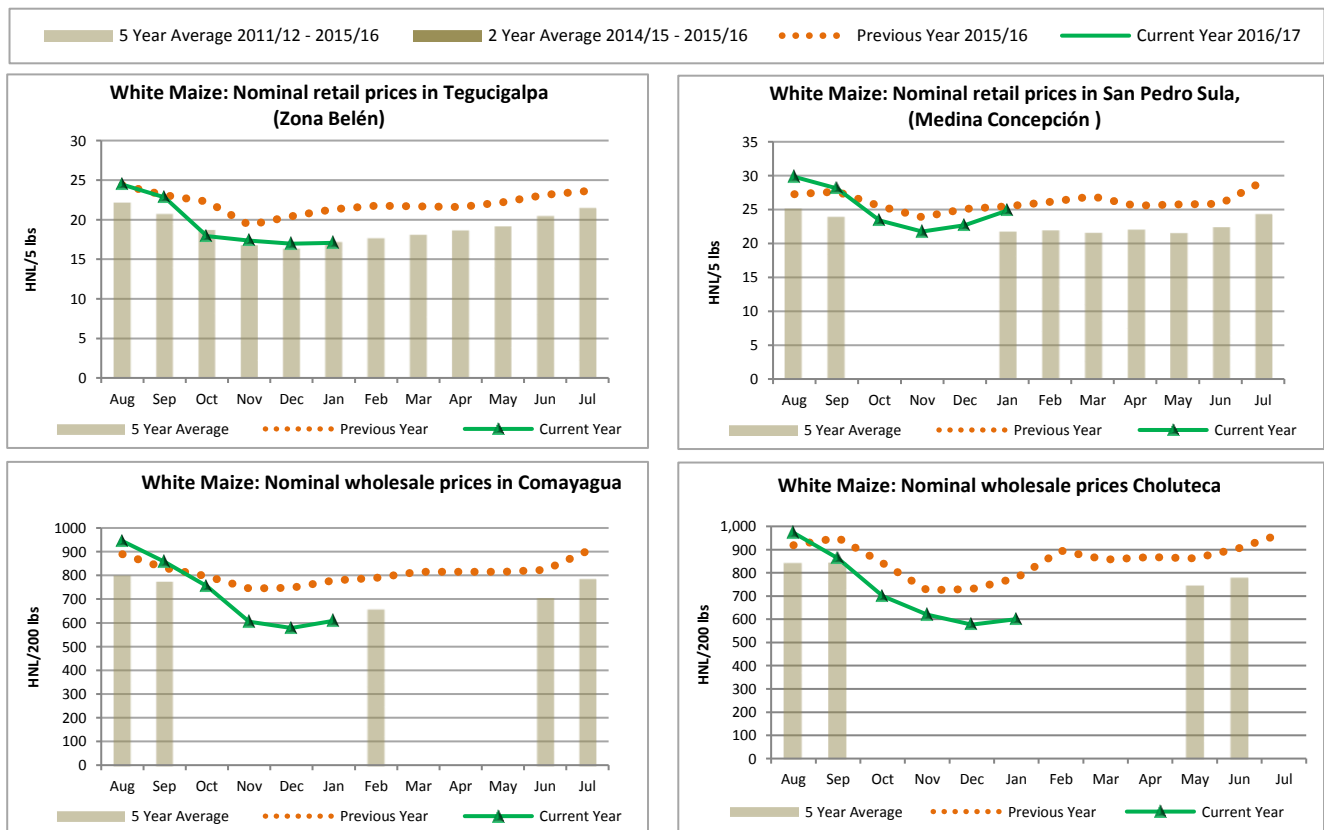 5 Year Average 2011/12 - 2015/16 2 Year Average 2014/15 - 2015/16 Previous Year 2015/16 Current Year 2016/17
White Maize: Nominal retail prices in Tegucigalpa
(Zona Belén)
HNL/5 lbs
30
25
20
15
10
5
0
Aug Sep Oct Nov Dec Jan Feb Mar Apr May Jun Jul
5 Year Average Previous Year Current Year
White Maize: Nominal retail prices in San Pedro Sula,
(Medina Concepción )
HNL/5 lbs
35
30
25
20
15
10
5
0
Aug Sep Oct Nov Dec Jan Feb Mar Apr May Jun Jul
5 Year Average Previous Year Current Year
White Maize: Nominal wholesale prices in Comayagua
HNL/200 lbs
1000
900
800
700
600
500
400
300
200
100
0
Aug Sep Oct Nov Dec Jan Feb Mar Apr May Jun Jul
5 Year Average Previous Year Current Year
White Maize: Nominal wholesale prices Choluteca
HNL/200 lbs
1,000
900
800
700
600
500
400
300
200
100
0
Aug Sep Oct Nov Dec Jan Feb Mar Apr May Jun Jul
5 Year Average Previous Year Current Year